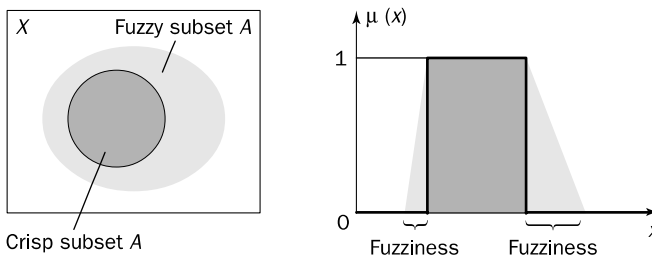 X
Fuzzy subset A
Crisp subset A
μ (x)
1
0
Fuzziness
Fuzziness